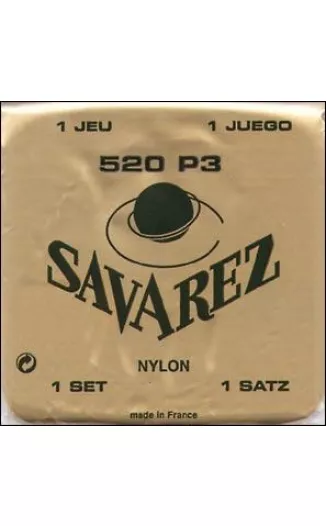 1 JEU 1 JUEGO
520 P3
SAVAREZ
NYLON
1 SET 1 SATZ
made in France